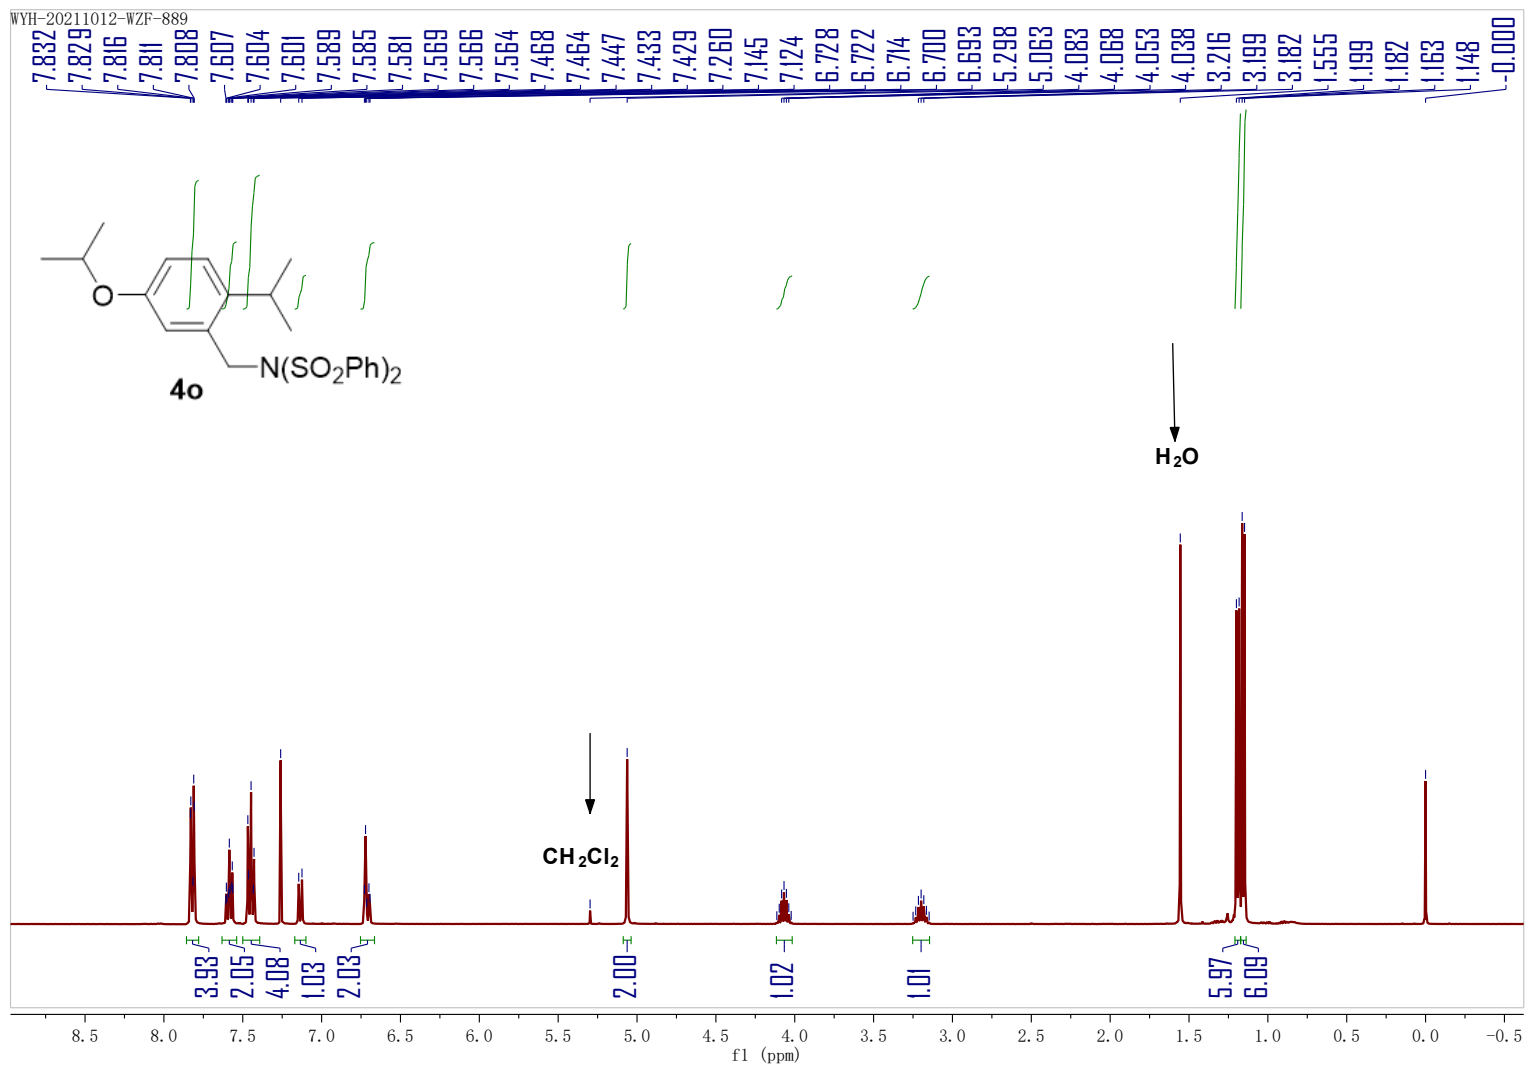 WYH-20211012-WZF-889
7.832 7.829 7.816 7.811 7.808 7.607 7.604 7.601 7.589 7.585 7.581 7.569 7.566 7.564 7.468 7.464 7.447 7.433 7.429 7.260 7.145 7.124 6.728 6.722 6.714 6.700 6.693 5.298 5.063 4.083 4.068 4.053 4.038 3.216 3.199 3.182 1.555 1.199 1.182 1.163 1.148 -0.000
O
N(SO2Ph)2
4o
H2O
CH2Cl2
3.93 2.05 4.08 1.03 2.03 2.00 1.02 1.01 5.97 6.09
8.5 8.0 7.5 7.0 6.5 6.0 5.5 5.0 4.5 4.0 3.5 3.0 2.5 2.0 1.5 1.0 0.5 0.0 -0.5
f1 (ppm)